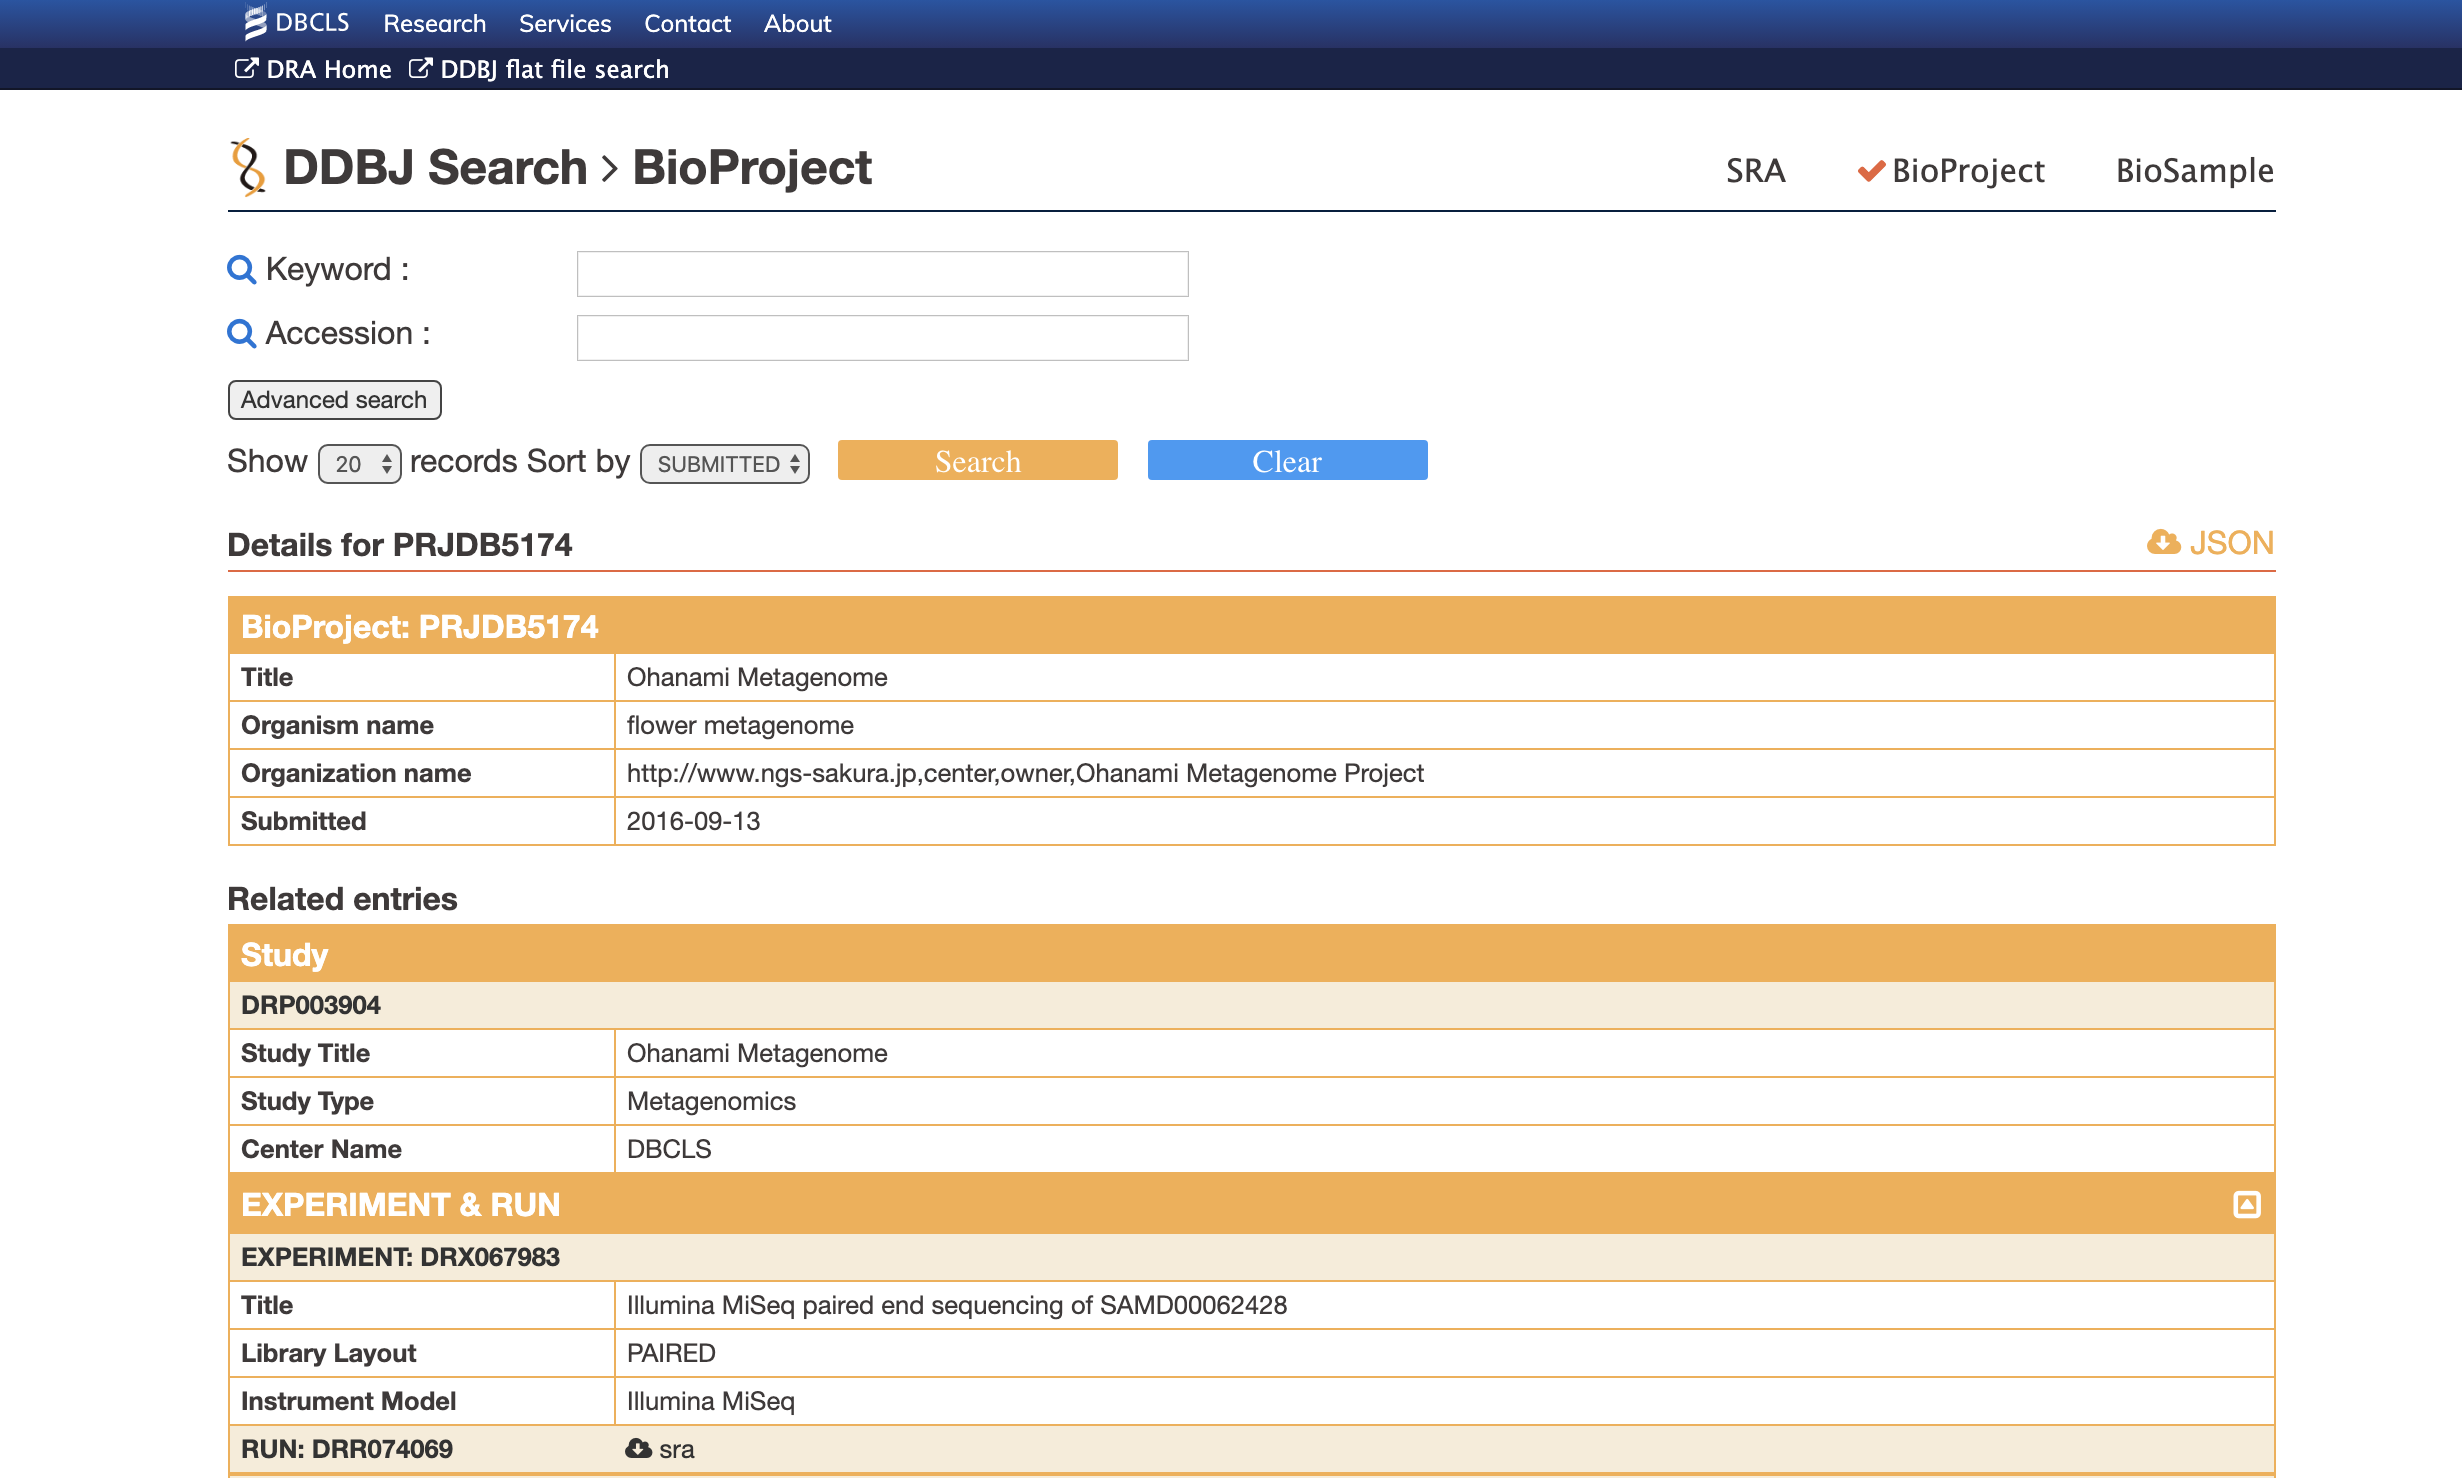 DBCLS Research Services Contact About
DRA Home DDBJ flat file search
DDBJ Search > BioProject SRA BioProject BioSample
Keyword :
Accession :
Advanced search
Show 20 records Sort by SUBMITTED Search Clear
Details for PRJDB5174 JSON
BioProject: PRJDB5174
Title Ohanami Metagenome
Organism name flower metagenome
Organization name http://www.ngs-sakura.jp,center,owner,Ohanami Metagenome Project
Submitted 2016-09-13
Related entries
Study
DRP003904
Study Title Ohanami Metagenome
Study Type Metagenomics
Center Name DBCLS
EXPERIMENT & RUN
EXPERIMENT: DRX067983
Title Illumina MiSeq paired end sequencing of SAMD00062428
Library Layout PAIRED
Instrument Model Illumina MiSeq
RUN: DRR074069 sra